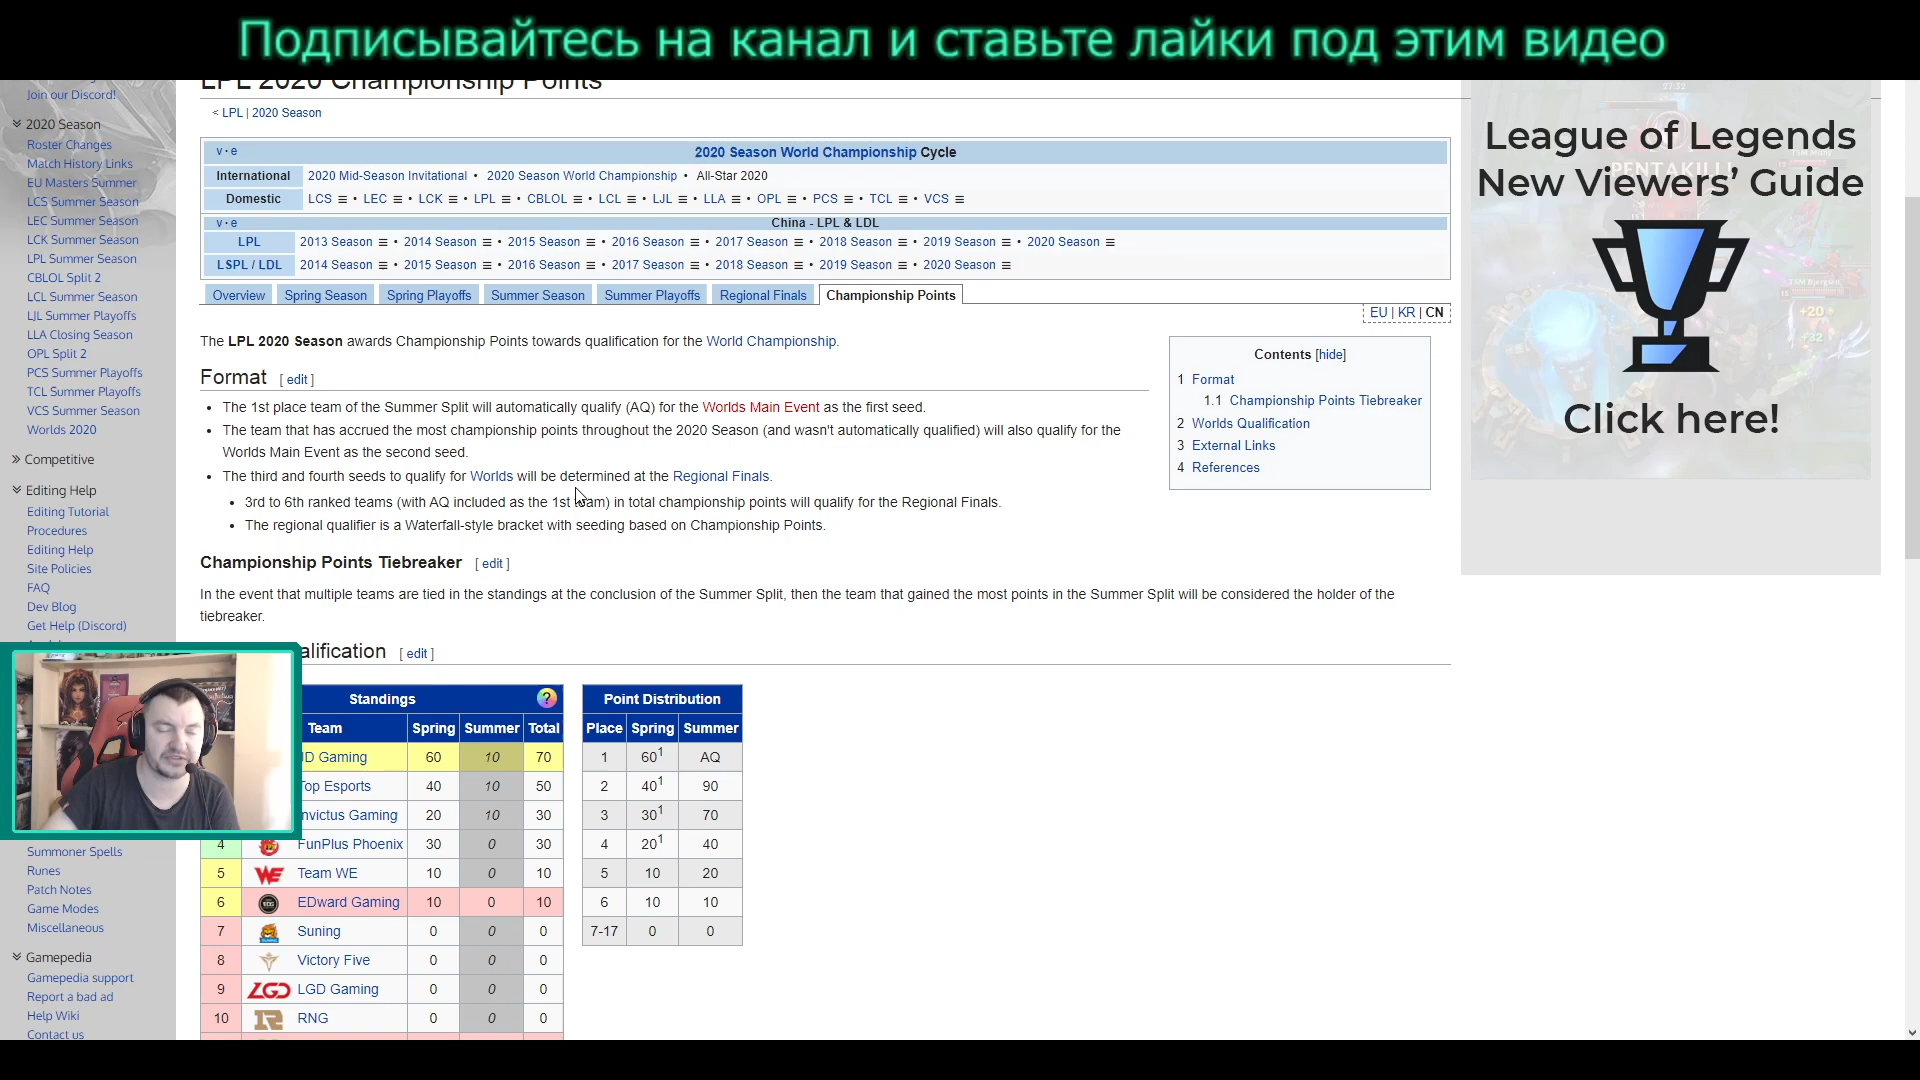 Подписывайтесь на канал и ставьте лайки под этим видео
LPL 2020 Championship Points
< LPL | 2020 Season
Join our Discord!
2020 Season
Roster Changes
Match History Links
EU Masters Summer
LCS Summer Season
LEC Summer Season
LCK Summer Season
LPL Summer Season
CBLOL Split 2
LCL Summer Season
LJL Summer Playoffs
LLA Closing Season
OPL Split 2
PCS Summer Playoffs
TCL Summer Playoffs
VCS Summer Season
Worlds 2020
Competitive
Editing Help
Editing Tutorial
Procedures
Editing Help
Site Policies
FAQ
Dev Blog
Get Help (Discord)
Summoner Spells
Runes
Patch Notes
Game Modes
Miscellaneous
Gamepedia
Gamepedia support
Report a bad ad
Help Wiki
Contact us
v · e 2020 Season World Championship Cycle
International 2020 Mid-Season Invitational • 2020 Season World Championship • All-Star 2020
Domestic LCS • LEC • LCK • LPL • CBLOL • LCL • LJL • LLA • OPL • PCS • TCL • VCS
v · e China - LPL & LDL
LPL 2013 Season • 2014 Season • 2015 Season • 2016 Season • 2017 Season • 2018 Season • 2019 Season • 2020 Season
LSPL / LDL 2014 Season • 2015 Season • 2016 Season • 2017 Season • 2018 Season • 2019 Season • 2020 Season
Overview Spring Season Spring Playoffs Summer Season Summer Playoffs Regional Finals Championship Points
EU | KR | CN
The LPL 2020 Season awards Championship Points towards qualification for the World Championship.
Format [ edit ]
• The 1st place team of the Summer Split will automatically qualify (AQ) for the Worlds Main Event as the first seed.
• The team that has accrued the most championship points throughout the 2020 Season (and wasn't automatically qualified) will also qualify for the
Worlds Main Event as the second seed.
• The third and fourth seeds to qualify for Worlds will be determined at the Regional Finals.
• 3rd to 6th ranked teams (with AQ included as the 1st team) in total championship points will qualify for the Regional Finals.
• The regional qualifier is a Waterfall-style bracket with seeding based on Championship Points.
Contents [hide]
1 Format
1.1 Championship Points Tiebreaker
2 Worlds Qualification
3 External Links
4 References
Championship Points Tiebreaker [ edit ]
In the event that multiple teams are tied in the standings at the conclusion of the Summer Split, then the team that gained the most points in the Summer Split will be considered the holder of the
tiebreaker.
alification [ edit ]
Standings ?
Team Spring Summer Total
JD Gaming 60 10 70
Top Esports 40 10 50
Invictus Gaming 20 10 30
4 FunPlus Phoenix 30 0 30
5 Team WE 10 0 10
6 EDward Gaming 10 0 10
7 Suning 0 0 0
8 Victory Five 0 0 0
9 LGD LGD Gaming 0 0 0
10 RNG 0 0 0
Point Distribution
Place Spring Summer
1 60¹ AQ
2 40¹ 90
3 30¹ 70
4 20¹ 40
5 10 20
6 10 10
7-17 0 0
27:32
League of Legends
PENTAKILL
New Viewers’ Guide
+20
+32
Click here!